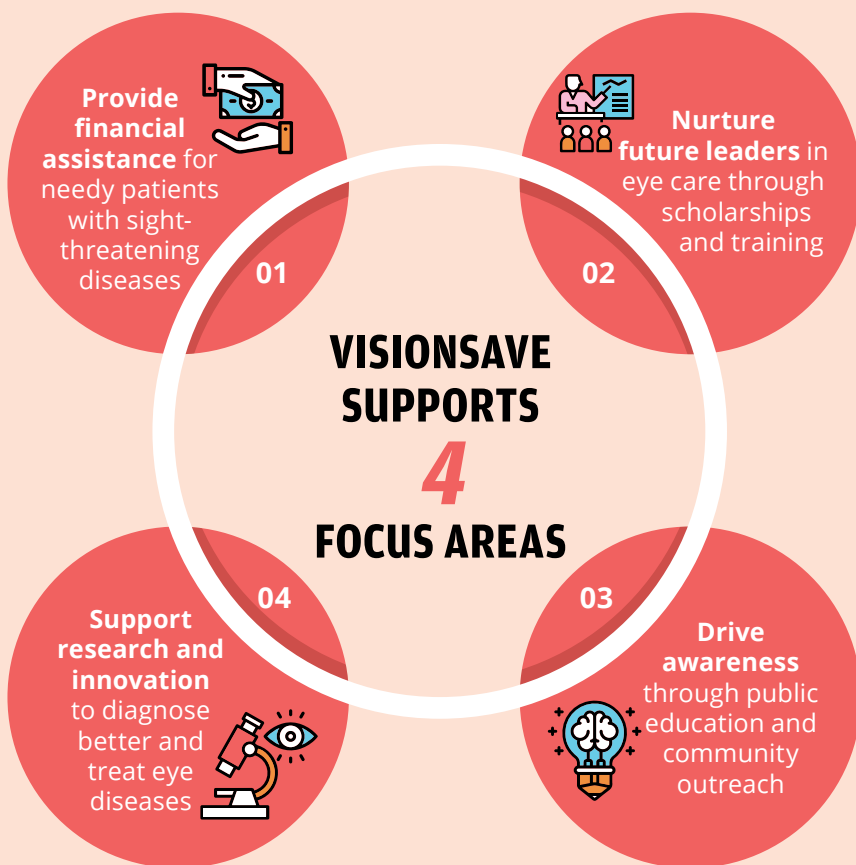 Provide
financial
assistance for
needy patients
with sight-
threatening
diseases
01
Nurture
future leaders in
eye care through
scholarships
and training
02
VISIONSAVE
SUPPORTS
4
FOCUS AREAS
03
Drive
awareness
through public
education and
community
outreach
04
Support
research and
innovation
to diagnose
better and
treat eye
diseases